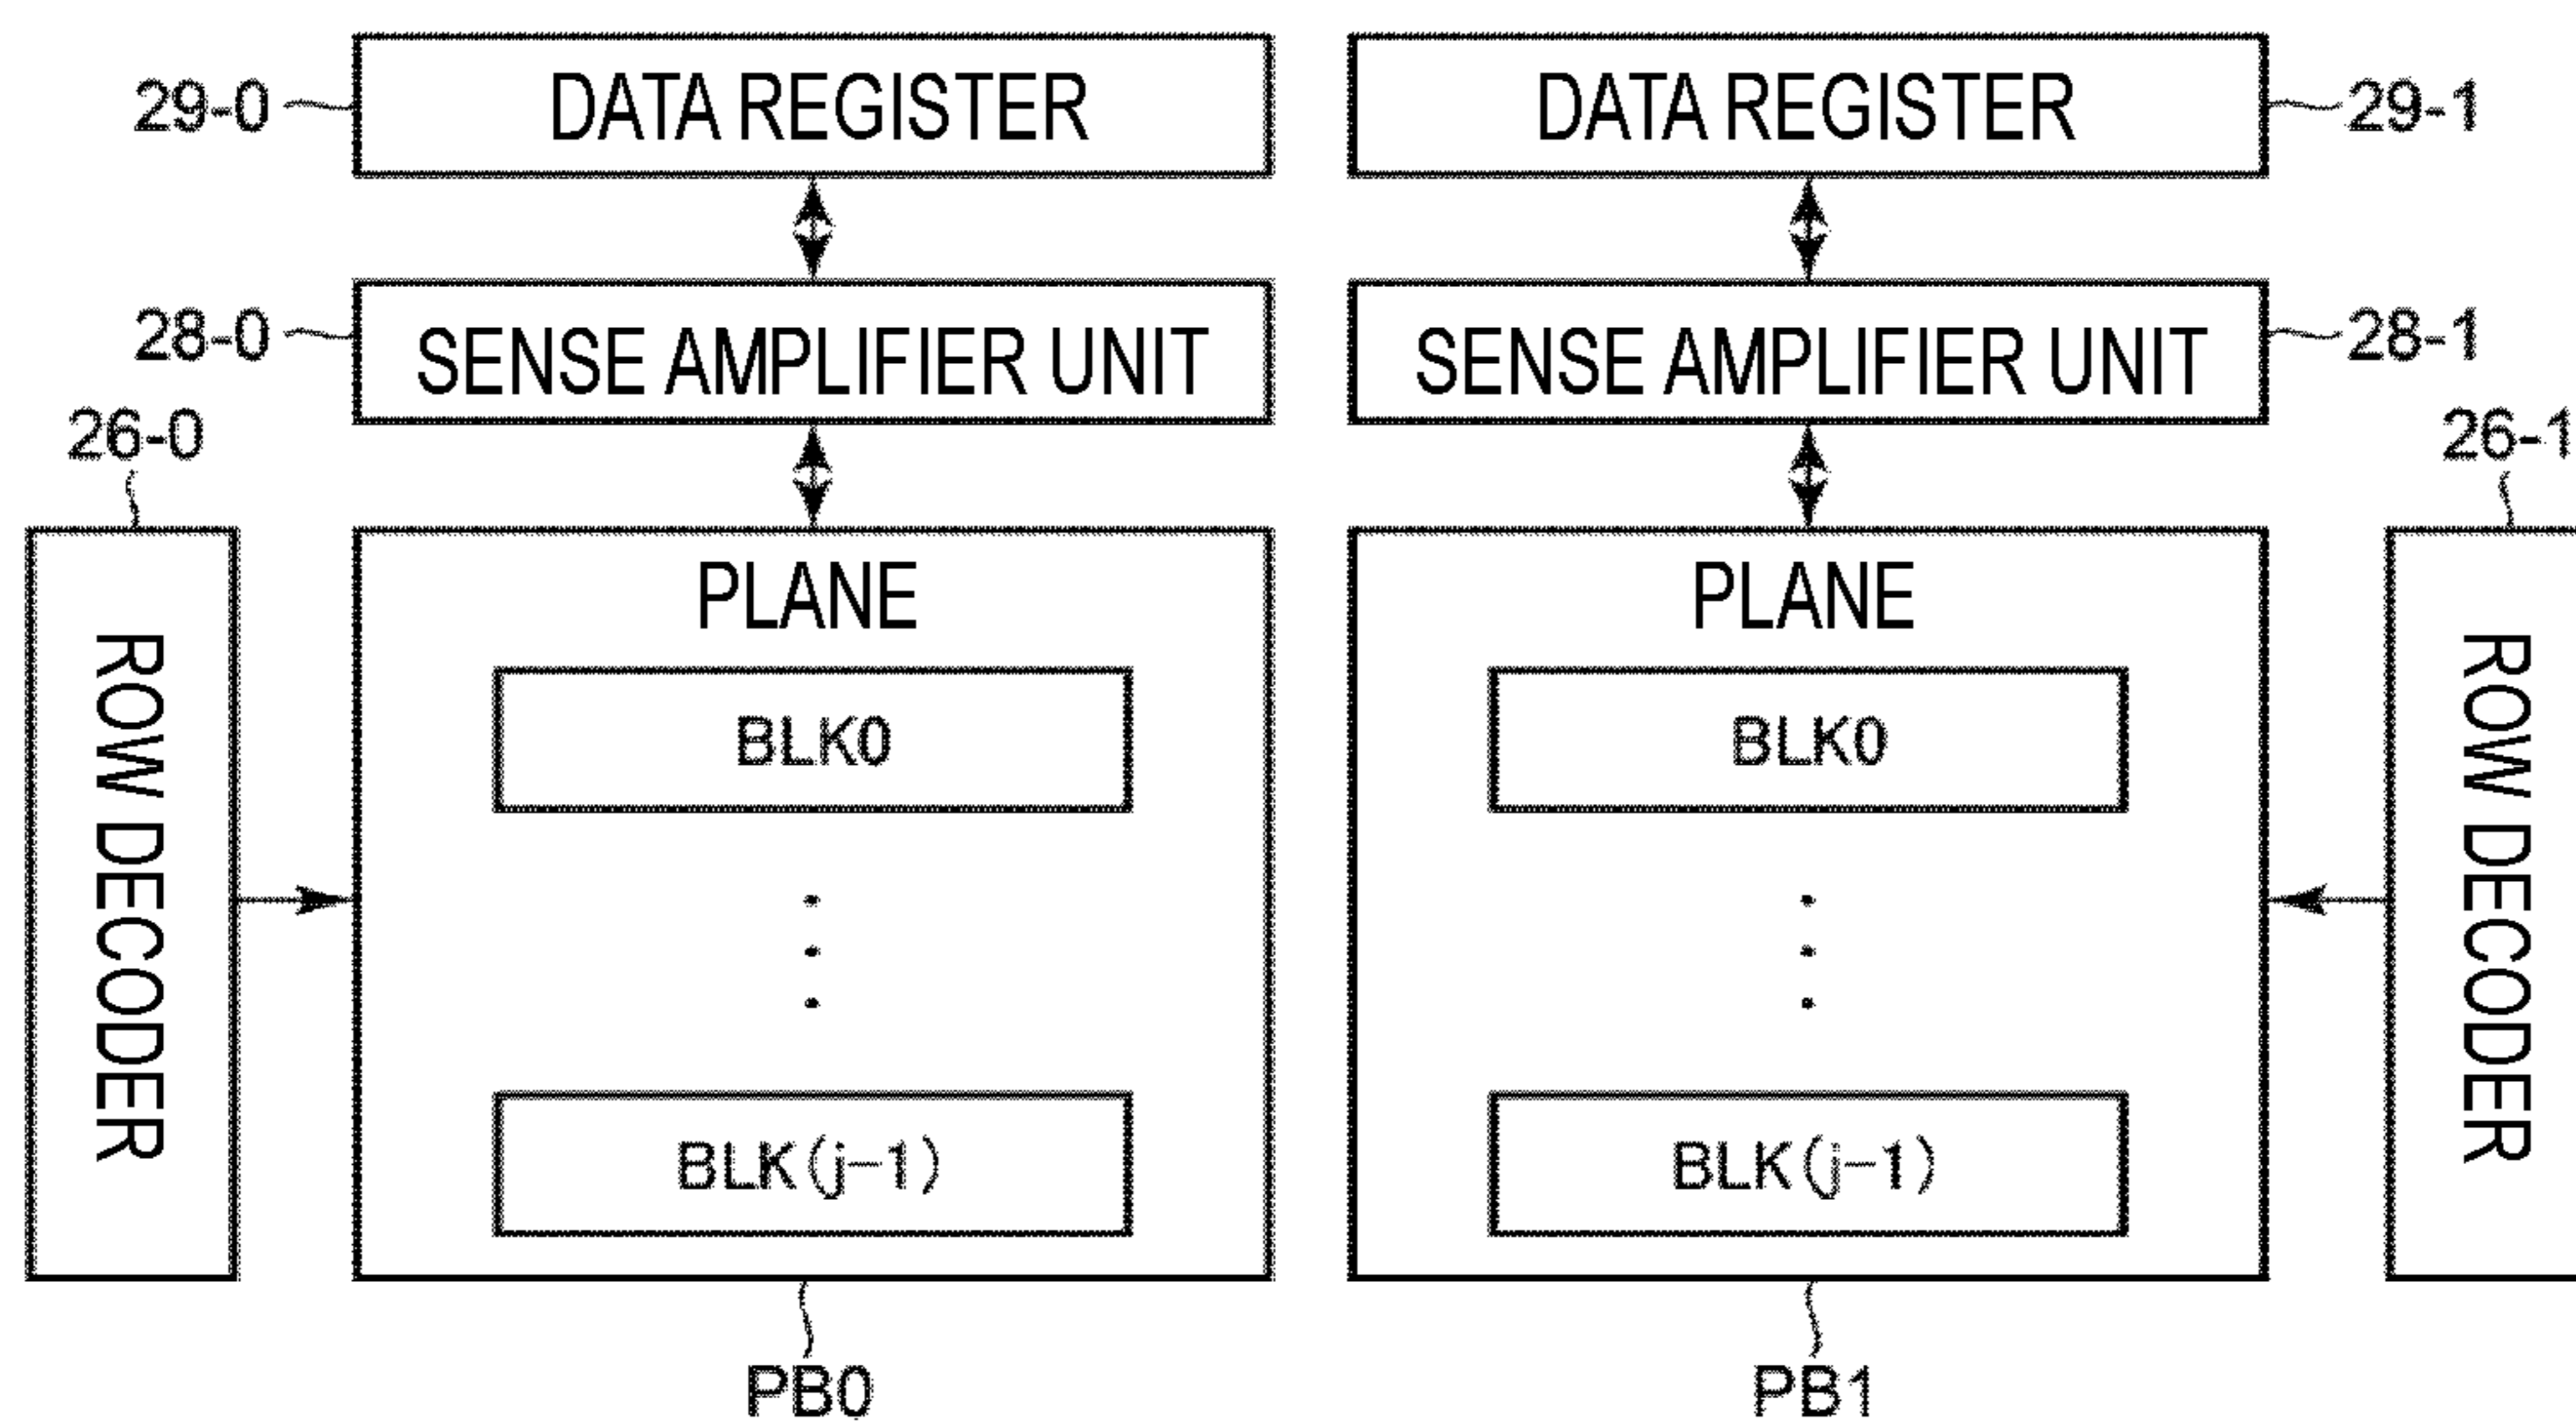 29-0
DATA REGISTER
DATA REGISTER
29-1
28-0
SENSE AMPLIFIER UNIT
SENSE AMPLIFIER UNIT
28-1
26-0
26-1
ROW DECODER
PLANE
BLK0
BLK(j-1)
PB0
PLANE
BLK0
BLK(j-1)
PB1
ROW DECODER